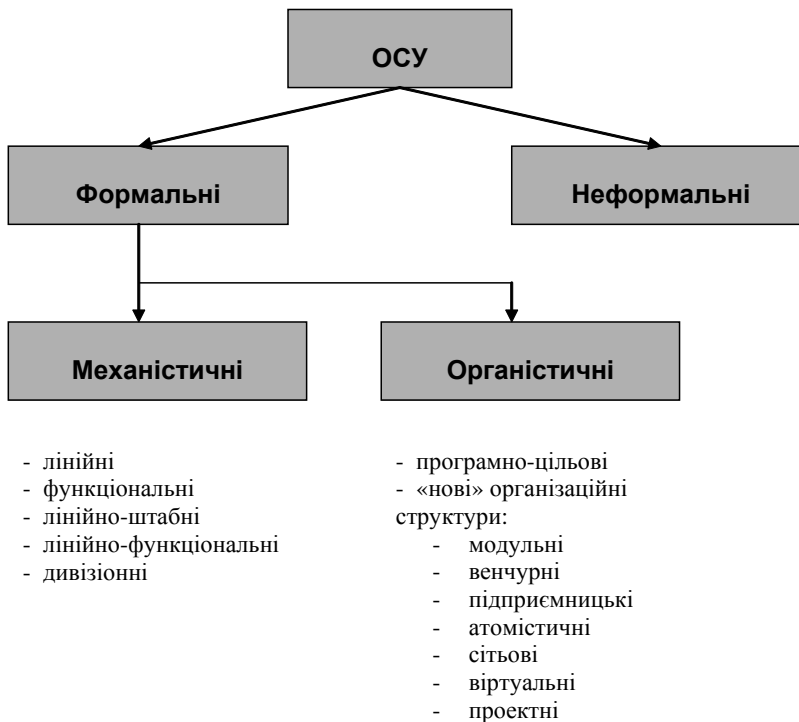 ОСУ
Формальні
Неформальні
Механістичні
Органістичні
- лінійні
- функціональні
- лінійно-штабні
- лінійно-функціональні
- дивізіонні
- програмно-цільові
- «нові» організаційні
структури:
- модульні
- венчурні
- підприємницькі
- атомістичні
- сітьові
- віртуальні
- проектні